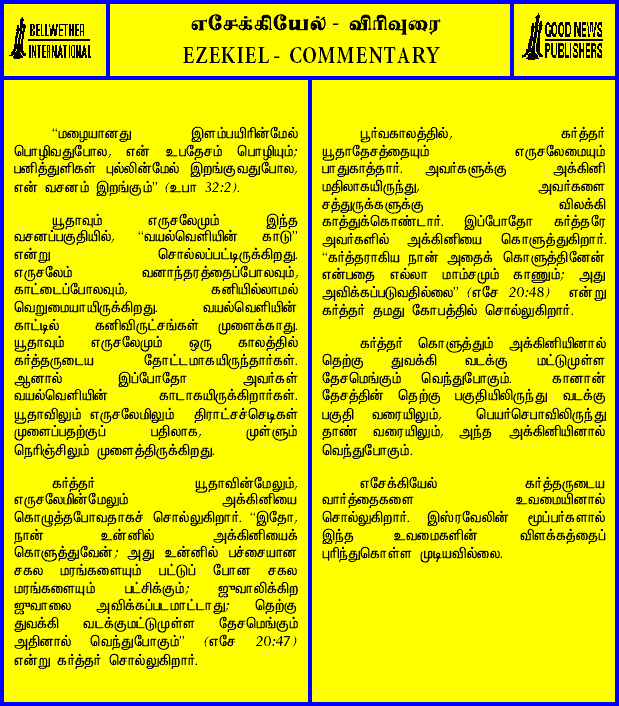 BELLWETHER
INTERNATIONAL
எசேக்கியேல் - விரிவுரை
EZEKIEL - COMMENTARY
GOOD NEWS
PUBLISHERS
“மழையானது இளம்பயிரின்மேல்
பொழிவதுபோல, என் உபதேசம் பொழியும்;
பனித்துளிகள் புல்லின்மேல் இறங்குவதுபோல,
என் வசனம் இறங்கும்” (உபா 32:2).
யூதாவும் எருசலேமும் இந்த
வசனப்பகுதியில், “வயல்வெளியின் காடு”
என்று சொல்லப்பட்டிருக்கிறது.
எருசலேம் வனாந்தரத்தைப்போலவும்,
காட்டைப்போலவும், கனியில்லாமல்
வெறுமையாயிருக்கிறது. வயல்வெளியின்
காட்டில் கனிவிருட்சங்கள் முளைக்காது.
யூதாவும் எருசலேமும் ஒரு காலத்தில்
கர்த்தருடைய தோட்டமாகயிருந்தார்கள்.
ஆனால் இப்போதோ அவர்கள்
வயல்வெளியின் காடாகயிருக்கிறார்கள்.
யூதாவிலும் எருசலேமிலும் திராட்சச்செடிகள்
முளைப்பதற்குப் பதிலாக, முள்ளும்
நெரிஞ்சிலும் முளைத்திருக்கிறது.
கர்த்தர் யூதாவின்மேலும்,
எருசலேமின்மேலும் அக்கினியை
கொழுத்தபோவதாகச் சொல்லுகிறார். “இதோ,
நான் உன்னில் அக்கினியைக்
கொளுத்துவேன்; அது உன்னில் பச்சையான
சகல மரங்களையும் பட்டுப் போன சகல
மரங்களையும் பட்சிக்கும்; ஜுவாலிக்கிற
ஜுவாலை அவிக்கப்படமாட்டாது; தெற்கு
துவக்கி வடக்குமட்டுமுள்ள தேசமெங்கும்
அதினால் வெந்துபோகும்” (எசே 20:47)
என்று கர்த்தர் சொல்லுகிறார்.
பூர்வகாலத்தில், கர்த்தர்
யூதாதேசத்தையும் எருசலேமையும்
பாதுகாத்தார். அவர்களுக்கு அக்கினி
மதிலாகயிருந்து, அவர்களை
சத்துருக்களுக்கு விலக்கி
காத்துக்கொண்டார். இப்போதோ கர்த்தரே
அவர்களில் அக்கினியை கொளுத்துகிறார்.
“கர்த்தராகிய நான் அதைக் கொளுத்தினேன்
என்பதை எல்லா மாம்சமும் காணும்; அது
அவிக்கப்படுவதில்லை” (எசே 20:48) என்று
கர்த்தர் தமது கோபத்தில் சொல்லுகிறார்.
கர்த்தர் கொளுத்தும் அக்கினியினால்
தெற்கு துவக்கி வடக்கு மட்டுமுள்ள
தேசமெங்கும் வெந்துபோகும். கானான்
தேசத்தின் தெற்கு பகுதியிலிருந்து வடக்கு
பகுதி வரையிலும், பெயர்செபாவிலிருந்து
தாண் வரையிலும், அந்த அக்கினியினால்
வெந்துபோகும்.
எசேக்கியேல் கர்த்தருடைய
வார்த்தைகளை உவமையினால்
சொல்லுகிறார். இஸ்ரவேலின் மூப்பர்களால்
இந்த உவமைகளின் விளக்கத்தைப்
புரிந்துகொள்ள முடியவில்லை.